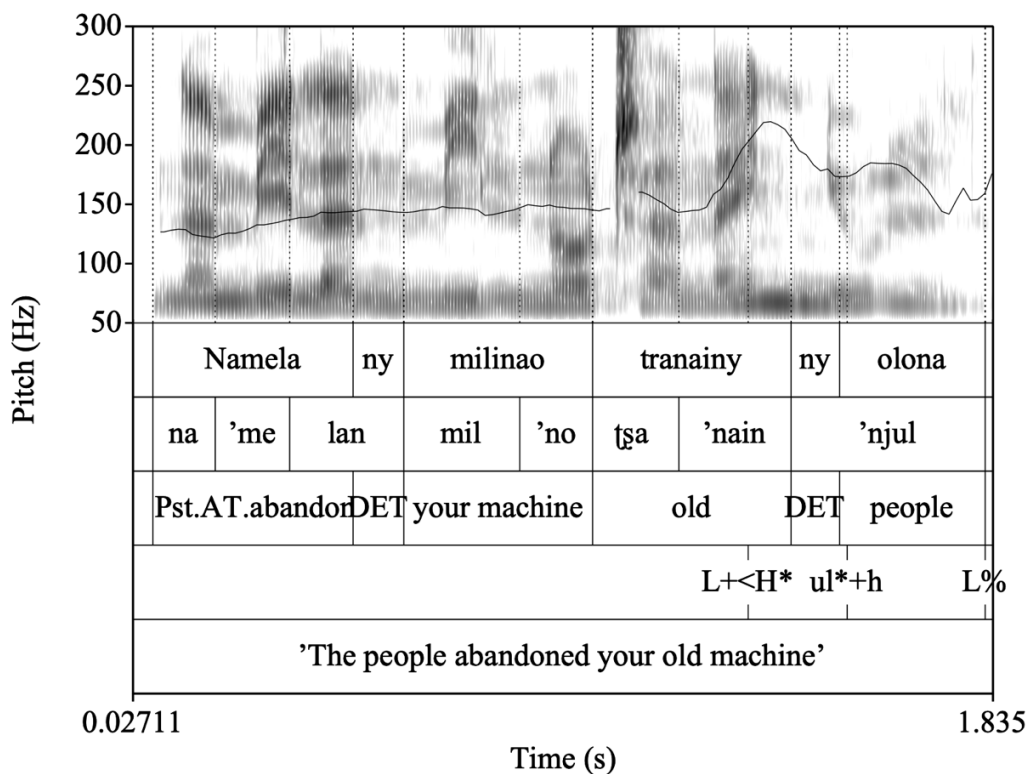 300
250
200
150
100
50
Pitch (Hz)
Namela ny milinao tranainy ny olona
na ’me lan mil ’no ʈʂa ’nain ’njul
Pst.AT.abandon DET your machine old DET people
L+<H* ul*+h L%
’The people abandoned your old machine’
0.02711 1.835
Time (s)